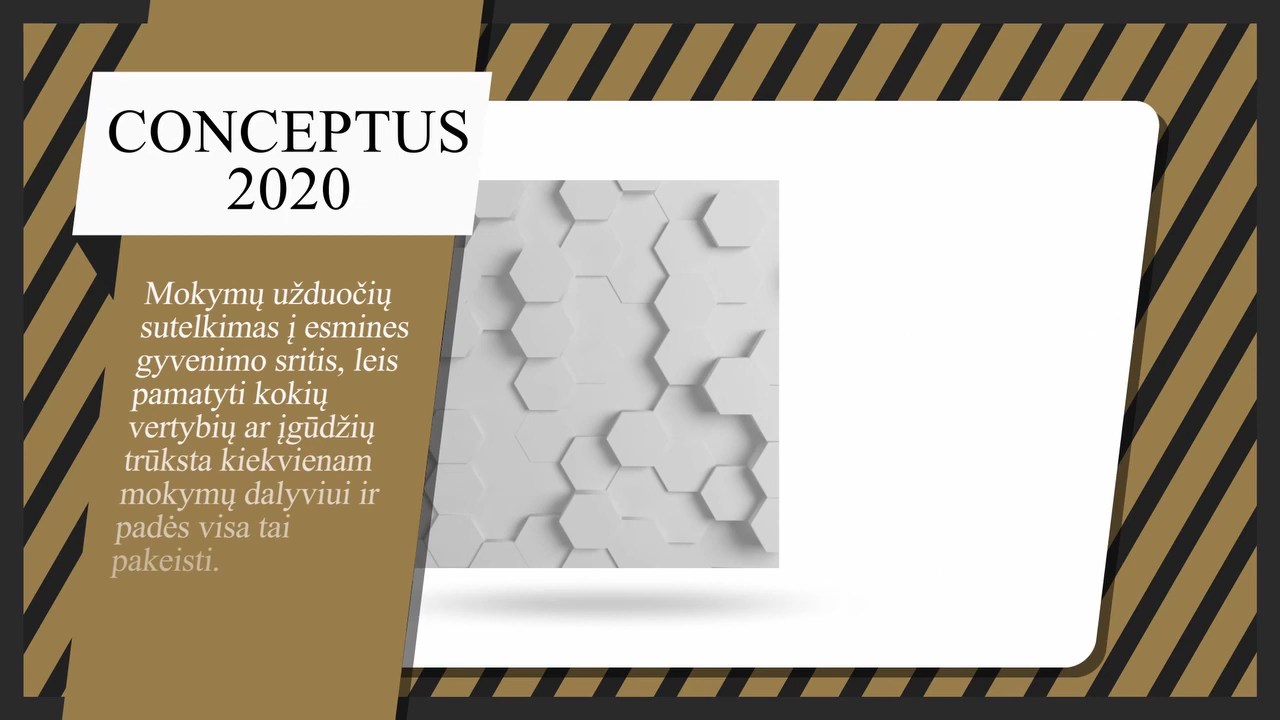 CONCEPTUS
2020
Mokymų užduočių
sutelkimas į esmines
gyvenimo sritis, leis
pamatyti kokių
vertybių ar įgūdžių
trūksta kiekvienam
mokymų dalyviui ir
padės visa tai
pakeisti.